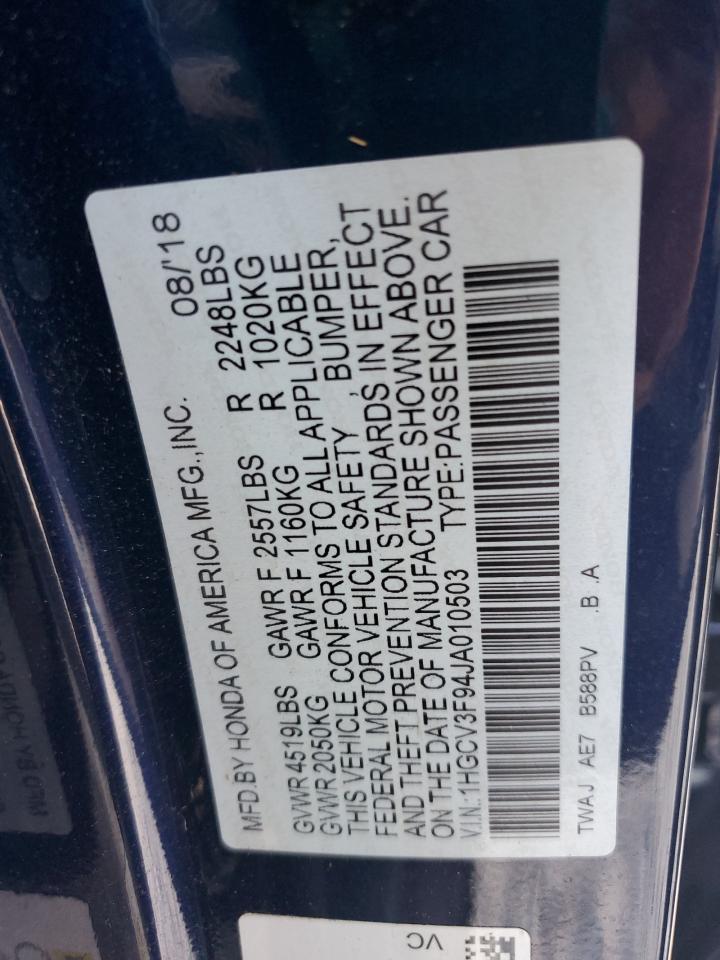 MFD.BY HONDA OF AMERICA MFG.,INC. 08/'18
GVWR 4519LBS GAWR F 2557LBS R 2248LBS
GVWR 2050KG GAWR F 1160KG R 1020KG
THIS VEHICLE CONFORMS TO ALL APPLICABLE
FEDERAL MOTOR VEHICLE SAFETY , BUMPER,
AND THEFT PREVENTION STANDARDS IN EFFECT
ON THE DATE OF MANUFACTURE SHOWN ABOVE.
V.I.N.:1HGCV3F94JA010503 TYPE:PASSENGER CAR
TWAJ AE7 B588PV .B .A
VC